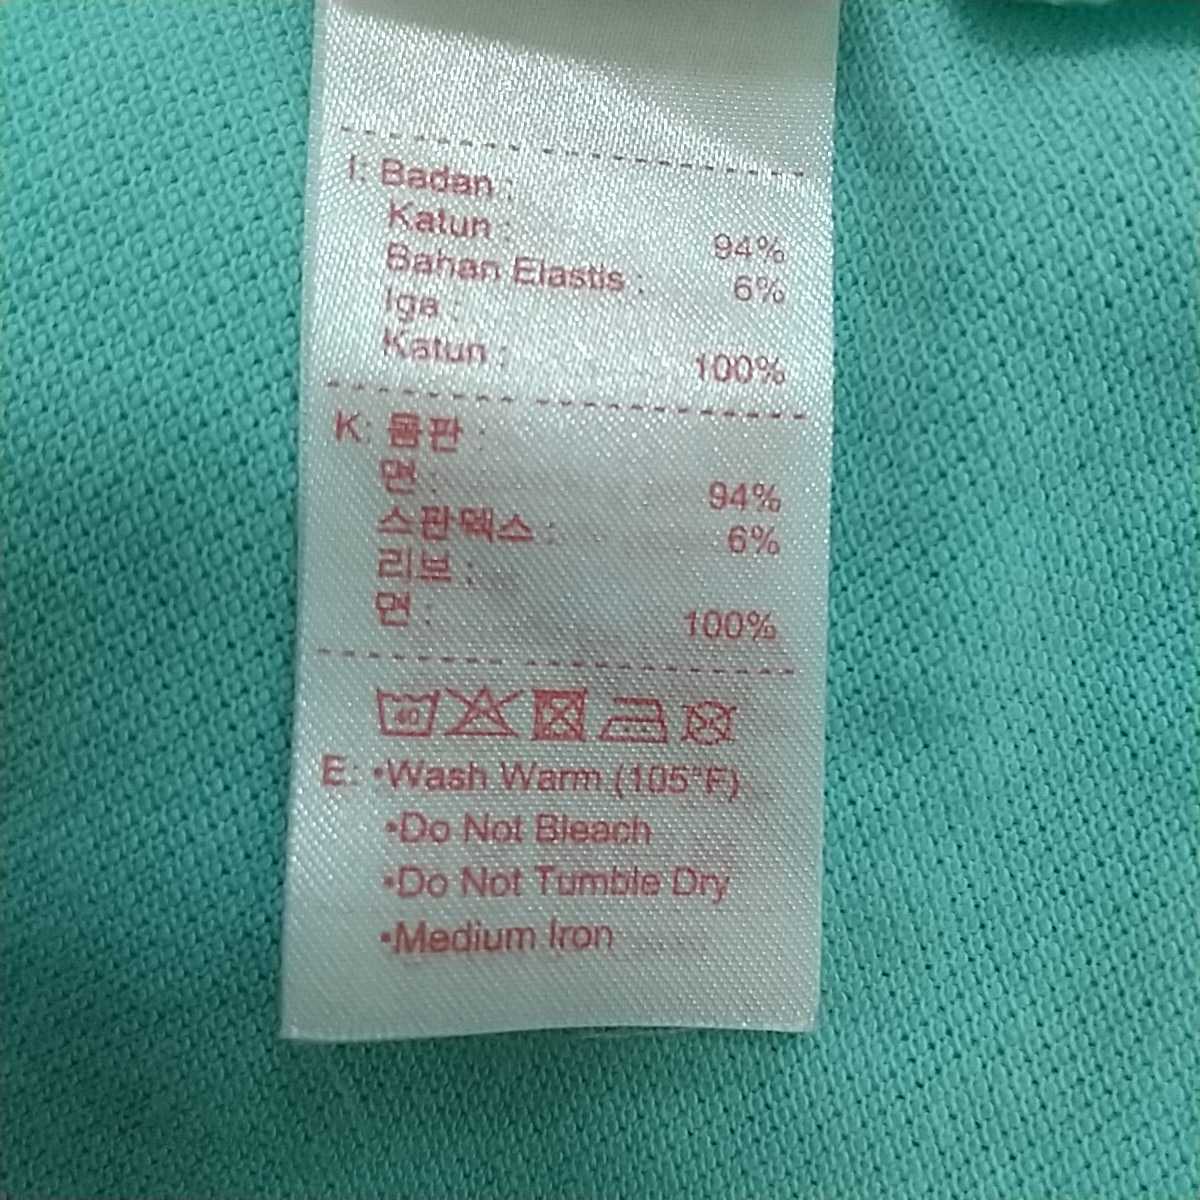 I: Badan :
Katun : 94%
Bahan Elastis : 6%
Iga :
Katun : 100%
K: 몸판 :
면 : 94%
스판덱스 : 6%
리브 :
면 : 100%
40
E: •Wash Warm (105°F)
•Do Not Bleach
•Do Not Tumble Dry
•Medium Iron